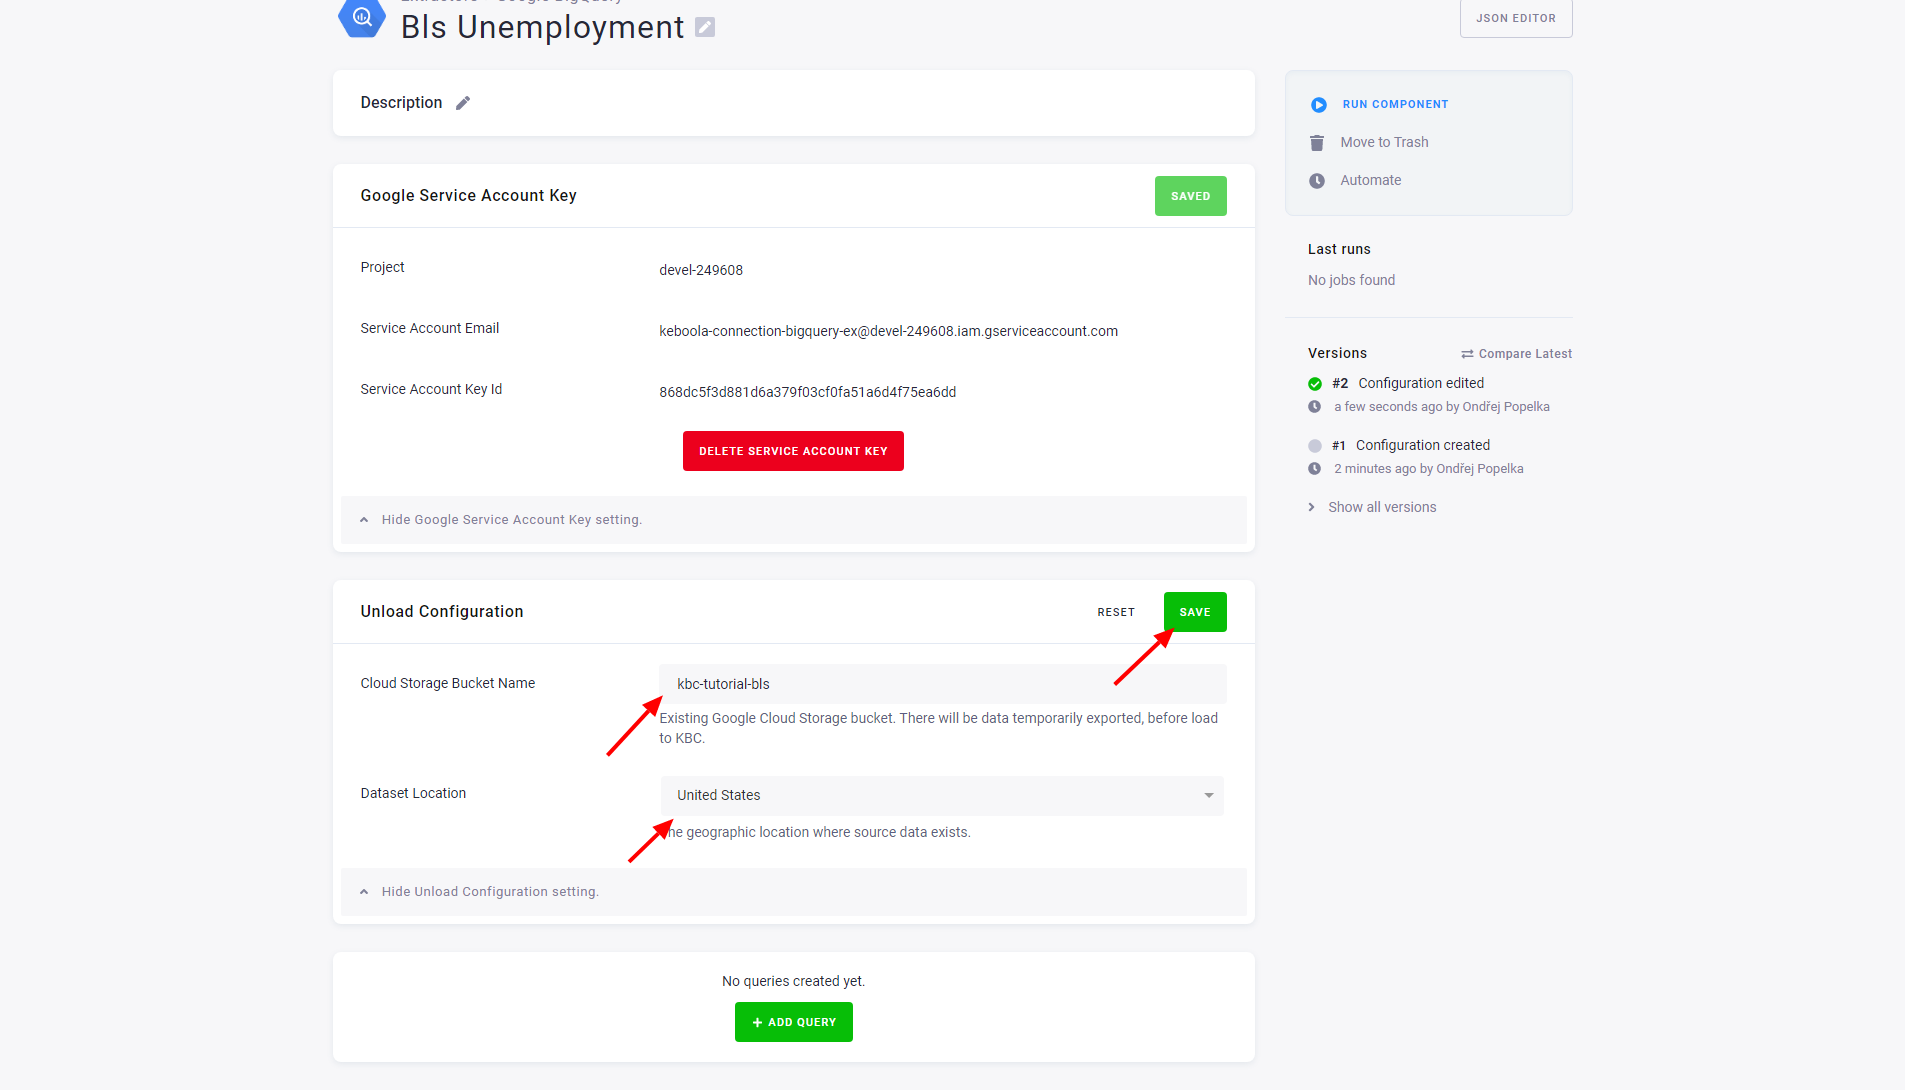 Extractors Google BigQuery
Bls Unemployment
JSON EDITOR
Description
Google Service Account Key
SAVED
Project
devel-249608
Service Account Email
keboola-connection-bigquery-ex@devel-249608.iam.gserviceaccount.com
Service Account Key Id
868dc5f3d881d6a379f03cf0fa51a6d4f75ea6dd
DELETE SERVICE ACCOUNT KEY
Hide Google Service Account Key setting.
Unload Configuration
RESET
SAVE
Cloud Storage Bucket Name
kbc-tutorial-bls
Existing Google Cloud Storage bucket. There will be data temporarily exported, before load
to KBC.
Dataset Location
United States
The geographic location where source data exists.
Hide Unload Configuration setting.
No queries created yet.
+ ADD QUERY
RUN COMPONENT
Move to Trash
Automate
Last runs
No jobs found
Versions
Compare Latest
#2 Configuration edited
a few seconds ago by Ondřej Popelka
#1 Configuration created
2 minutes ago by Ondřej Popelka
Show all versions